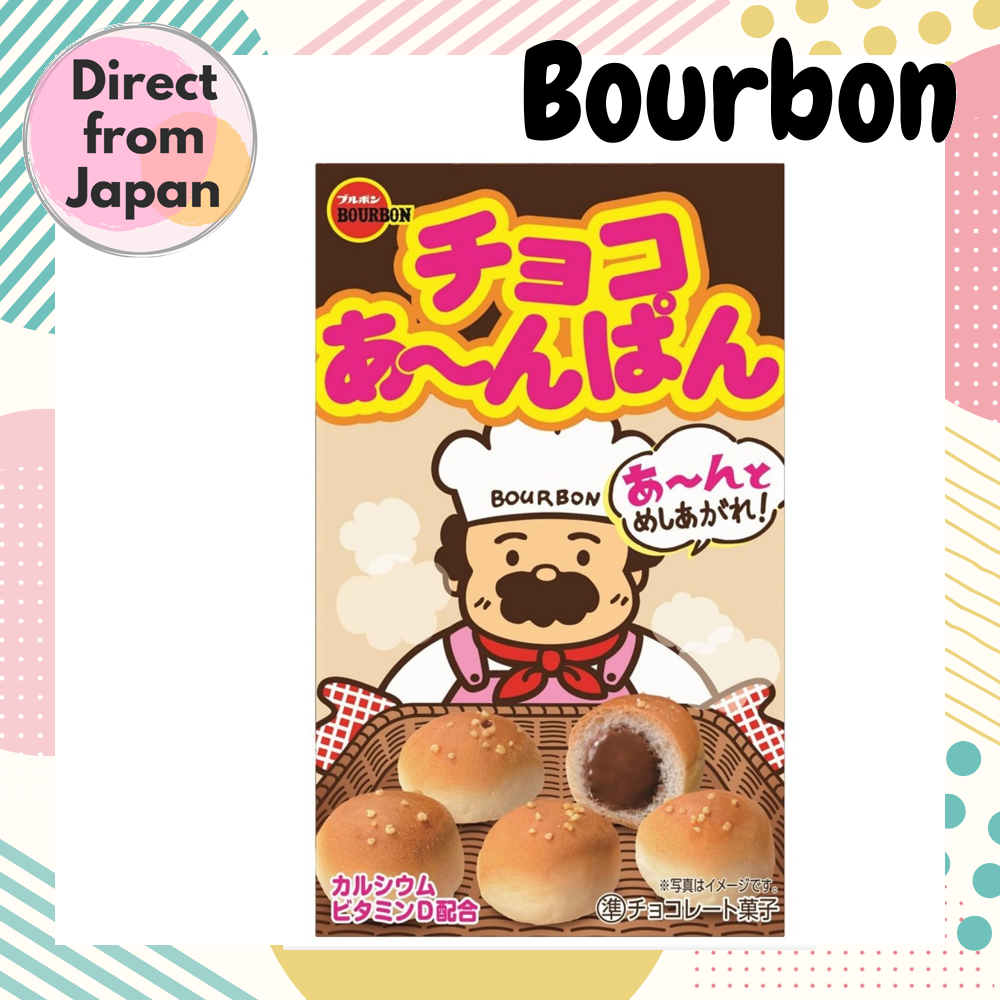 Direct
from
Japan
Bourbon
ブルボン
BOURBON
チョコ
あ〜んぱん
BOURBON
あ〜んと
めしあがれ!
カルシウム
ビタミンD配合
※写真はイメージです。
準チョコレート菓子